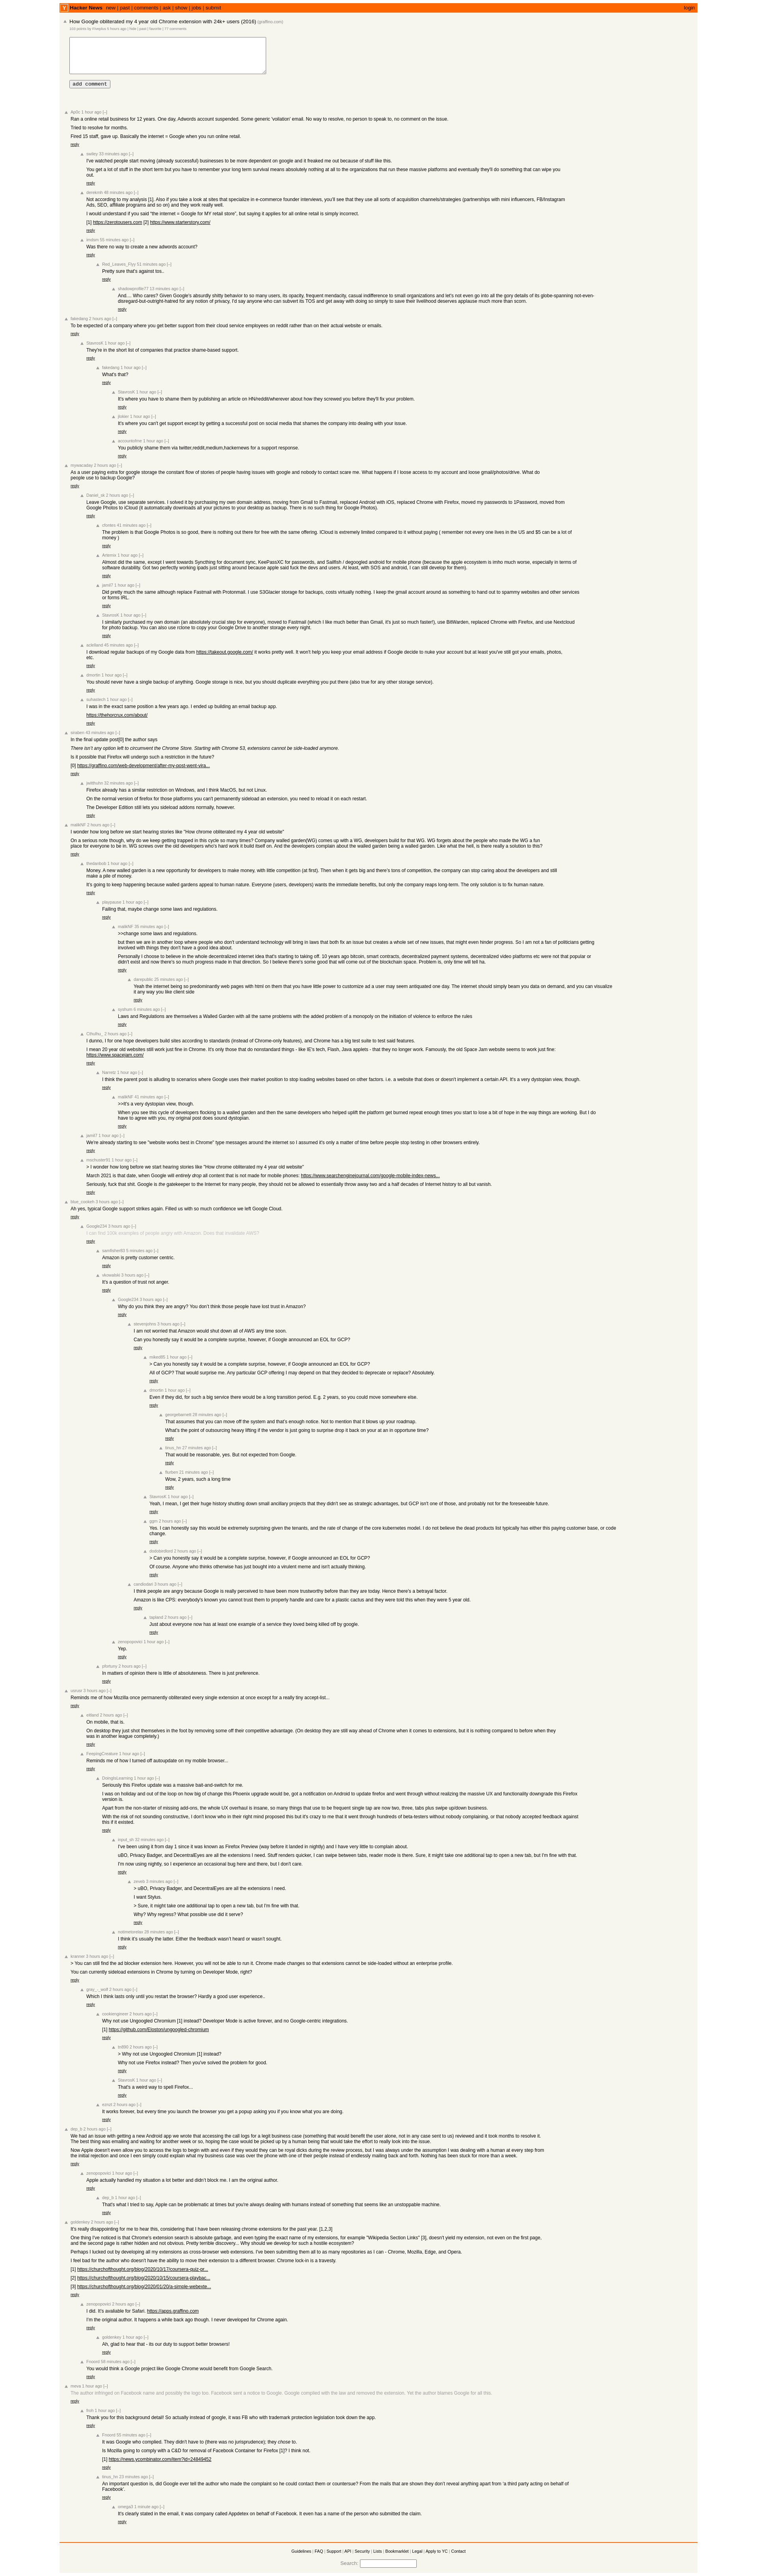 Hacker News new | past | comments | ask | show | jobs | submit
login
How Google obliterated my 4 year old Chrome extension with 24k+ users (2016) (graffino.com)
add comment
Ran a online retail business for 12 years. One day, Adwords account suspended. Some generic 'voilation' email. No way to resolve, no person to speak to, no comment on the issue.
Tried to resolve for months.
Fired 15 staff, gave up. Basically the internet = Google when you run online retail.
reply
I've watched people start moving (already successful) businesses to be more dependent on google and it freaked me out because of stuff like this.
You get a lot of stuff in the short term but you have to remember your long term survival means absolutely nothing at all to the organizations that run these massive platforms and eventually they'll do something that can wipe you
out.
reply
Not according to my analysis [1]. Also if you take a look at sites that specialize in e-commerce founder interviews, you'll see that they use all sorts of acquisition channels/strategies (partnerships with mini influencers, FB/Instagram
Ads, SEO, affiliate programs and so on) and they work really well.
I would understand if you said "the internet = Google for MY retail store", but saying it applies for all online retail is simply incorrect.
[1] https://zerotousers.com [2] https://www.starterstory.com/
reply
Was there no way to create a new adwords account?
reply
Pretty sure that's against tos..
reply
And.... Who cares? Given Google's absurdly shitty behavior to so many users, its opacity, frequent mendacity, casual indifference to small organizations and let's not even go into all the gory details of its globe-spanning not-even-
disregard-but-outright-hatred for any notion of privacy, I'd say anyone who can subvert its TOS and get away with doing so simply to save their livelihood deserves applause much more than scorn.
reply
To be expected of a company where you get better support from their cloud service employees on reddit rather than on their actual website or emails.
reply
They're in the short list of companies that practice shame-based support.
reply
What's that?
reply
It's where you have to shame them by publishing an article on HN/reddit/wherever about how they screwed you before they'll fix your problem.
reply
It's where you can't get support except by getting a successful post on social media that shames the company into dealing with your issue.
reply
You publicly shame them via twitter,reddit,medium,hackernews for a support response.
reply
As a user paying extra for google storage the constant flow of stories of people having issues with google and nobody to contact scare me. What happens if I loose access to my account and loose gmail/photos/drive. What do
people use to backup Google?
reply
Leave Google, use separate services. I solved it by purchasing my own domain address, moving from Gmail to Fastmail, replaced Android with iOS, replaced Chrome with Firefox, moved my passwords to 1Password, moved from
Google Photos to iCloud (it automatically downloads all your pictures to your desktop as backup. There is no such thing for Google Photos).
reply
The problem is that Google Photos is so good, there is nothing out there for free with the same offering. ICloud is extremely limited compared to it without paying ( remember not every one lives in the US and $5 can be a lot of
money )
reply
Almost did the same, except I went towards Syncthing for document sync, KeePassXC for passwords, and Sailfish / degoogled android for mobile phone (because the apple ecosystem is imho much worse, especially in terms of
software durability. Got two perfectly working ipads just sitting around because apple said fuck the devs and users. At least, with SOS and android, I can still develop for them).
reply
Did pretty much the same although replace Fastmail with Protonmail. I use S3Glacier storage for backups, costs virtually nothing. I keep the gmail account around as something to hand out to spammy websites and other services
or forms IRL.
reply
I similarly purchased my own domain (an absolutely crucial step for everyone), moved to Fastmail (which I like much better than Gmail, it's just so much faster!), use BitWarden, replaced Chrome with Firefox, and use Nextcloud
for photo backup. You can also use rclone to copy your Google Drive to another storage every night.
reply
I download regular backups of my Google data from https://takeout.google.com/ it works pretty well. It won't help you keep your email address if Google decide to nuke your account but at least you've still got your emails, photos,
etc.
reply
You should never have a single backup of anything. Google storage is nice, but you should duplicate everything you put there (also true for any other storage service).
reply
I was in the exact same position a few years ago. I ended up building an email backup app.
https://thehorcrux.com/about/
reply
In the final update post[0] the author says
There isn't any option left to circumvent the Chrome Store. Starting with Chrome 53, extensions cannot be side-loaded anymore.
Is it possible that Firefox will undergo such a restriction in the future?
[0] https://graffino.com/web-development/after-my-post-went-vira...
reply
Firefox already has a similar restriction on Windows, and I think MacOS, but not Linux.
On the normal version of firefox for those platforms you can't permanently sideload an extension, you need to reload it on each restart.
The Developer Edition still lets you sideload addons normally, however.
reply
I wonder how long before we start hearing stories like "How chrome obliterated my 4 year old website"
On a serious note though, why do we keep getting trapped in this cycle so many times? Company walled garden(WG) comes up with a WG, developers build for that WG. WG forgets about the people who made the WG a fun
place for everyone to be in. WG screws over the old developers who's hard work it build itself on. And the developers complain about the walled garden being a walled garden. Like what the hell, is there really a solution to this?
reply
Money. A new walled garden is a new opportunity for developers to make money, with little competition (at first). Then when it gets big and there's tons of competition, the company can stop caring about the developers and still
make a pile of money.
It's going to keep happening because walled gardens appeal to human nature. Everyone (users, developers) wants the immediate benefits, but only the company reaps long-term. The only solution is to fix human nature.
reply
Failing that, maybe change some laws and regulations.
reply
>>change some laws and regulations.
but then we are in another loop where people who don't understand technology will bring in laws that both fix an issue but creates a whole set of new issues, that might even hinder progress. So I am not a fan of politicians getting
involved with things they don't have a good idea about.
Personally I choose to believe in the whole decentralized internet idea that's starting to taking off. 10 years ago bitcoin, smart contracts, decentralized payment systems, decentralized video platforms etc were not that popular or
didn't exist and now there's so much progress made in that direction. So I believe there's some good that will come out of the blockchain space. Problem is, only time will tell ha.
reply
Yeah the internet being so predominantly web pages with html on them that you have little power to customize and a user may seem antiquated one day. The internet should simply beam you data on demand, and you can visualize
it any way you like client side
reply
Laws and Regulations are themselves a Walled Garden with all the same problems with the added problem of a monopoly on the initiation of violence to enforce the rules
reply
I dunno, I for one hope developers build sites according to standards (instead of Chrome-only features), and Chrome has a big test suite to test said features.
I mean 20 year old websites still work just fine in Chrome. It's only those that do nonstandard things - like IE's tech, Flash, Java applets - that they no longer work. Famously, the old Space Jam website seems to work just fine:
https://www.spacejam.com/
reply
I think the parent post is alluding to scenarios where Google uses their market position to stop loading websites based on other factors. i.e. a website that does or doesn't implement a certain API. It's a very dystopian view, though.
reply
>>It's a very dystopian view, though.
When you see this cycle of developers flocking to a walled garden and then the same developers who helped uplift the platform get burned repeat enough times you start to lose a bit of hope in the way things are working. But I do
have to agree with you, my original post does sound dystopian.
reply
We're already starting to see "website works best in Chrome" type messages around the internet so I assumed it's only a matter of time before people stop testing in other browsers entirely.
reply
> I wonder how long before we start hearing stories like "How chrome obliterated my 4 year old website"
March 2021 is that date, when Google will entirely drop all content that is not made for mobile phones: https://www.searchenginejournal.com/google-mobile-index-news...
Seriously, fuck that shit. Google is the gatekeeper to the Internet for many people, they should not be allowed to essentially throw away two and a half decades of Internet history to all but vanish.
reply
Ah yes, typical Google support strikes again. Filled us with so much confidence we left Google Cloud.
reply
reply
Amazon is pretty customer centric.
reply
It's a question of trust not anger.
reply
Why do you think they are angry? You don't think those people have lost trust in Amazon?
reply
I am not worried that Amazon would shut down all of AWS any time soon.
Can you honestly say it would be a complete surprise, however, if Google announced an EOL for GCP?
reply
> Can you honestly say it would be a complete surprise, however, if Google announced an EOL for GCP?
All of GCP? That would surprise me. Any particular GCP offering I may depend on that they decided to deprecate or replace? Absolutely.
reply
Even if they did, for such a big service there would be a long transition period. E.g. 2 years, so you could move somewhere else.
reply
That assumes that you can move off the system and that's enough notice. Not to mention that it blows up your roadmap.
What's the point of outsourcing heavy lifting if the vendor is just going to surprise drop it back on your at an in opportune time?
reply
That would be reasonable, yes. But not expected from Google.
reply
Wow, 2 years, such a long time
reply
Yeah, I mean, I get their huge history shutting down small ancillary projects that they didn't see as strategic advantages, but GCP isn't one of those, and probably not for the foreseeable future.
reply
Yes. I can honestly say this would be extremely surprising given the tenants, and the rate of change of the core kubernetes model. I do not believe the dead products list typically has either this paying customer base, or code
change.
reply
> Can you honestly say it would be a complete surprise, however, if Google announced an EOL for GCP?
Of course. Anyone who thinks otherwise has just bought into a virulent meme and isn't actually thinking.
reply
I think people are angry because Google is really perceived to have been more trustworthy before than they are today. Hence there's a betrayal factor.
Amazon is like CPS: everybody's known you cannot trust them to properly handle and care for a plastic cactus and they were told this when they were 5 year old.
reply
Just about everyone now has at least one example of a service they loved being killed off by google.
reply
Yep.
reply
In matters of opinion there is little of absoluteness. There is just preference.
reply
Reminds me of how Mozilla once permanently obliterated every single extension at once except for a really tiny accept-list...
reply
On mobile, that is.
On desktop they just shot themselves in the foot by removing some off their competitive advantage. (On desktop they are still way ahead of Chrome when it comes to extensions, but it is nothing compared to before when they
was in another league completely.)
reply
Reminds me of how I turned off autoupdate on my mobile browser...
reply
Seriously this Firefox update was a massive bail-and-switch for me.
I was on holiday and out of the loop on how big of change this Phoenix upgrade would be, got a notification on Android to update firefox and went through without realizing the massive UX and functionality downgrade this Firefox
version is.
Apart from the non-starter of missing add-ons, the whole UX overhaul is insane, so many things that use to be frequent single tap are now two, three, tabs plus swipe up/down business.
With the risk of not sounding constructive, I don't know who in their right mind proposed this but it's crazy to me that it went through hundreds of beta-testers without nobody complaining, or that nobody accepted feedback against
this if it existed.
reply
I've been using it from day 1 since it was known as Firefox Preview (way before it landed in nightly) and I have very little to complain about.
uBO, Privacy Badger, and DecentralEyes are all the extensions I need. Stuff renders quicker, I can swipe between tabs, reader mode is there. Sure, it might take one additional tap to open a new tab, but I'm fine with that.
I'm now using nightly, so I experience an occasional bug here and there, but I don't care.
reply
> uBO, Privacy Badger, and DecentralEyes are all the extensions I need.
I want Stylus.
> Sure, it might take one additional tap to open a new tab, but I'm fine with that.
Why? Why regress? What possible use did it serve?
reply
I think it's usually the latter. Either the feedback wasn't heard or wasn't sought.
reply
> You can still find the ad blocker extension here. However, you will not be able to run it. Chrome made changes so that extensions cannot be side-loaded without an enterprise profile.
You can currently sideload extensions in Chrome by turning on Developer Mode, right?
reply
Which I think lasts only until you restart the browser? Hardly a good user experience..
reply
Why not use Ungoogled Chromium [1] instead? Developer Mode is active forever, and no Google-centric integrations.
[1] https://github.com/Eloston/ungoogled-chromium
reply
> Why not use Ungoogled Chromium [1] instead?
Why not use Firefox instead? Then you've solved the problem for good.
reply
That's a weird way to spell Firefox...
reply
It works forever, but every time you launch the browser you get a popup asking you if you know what you are doing.
reply
We had an issue with getting a new Android app we wrote that accessing the call logs for a legit business case (something that would benefit the user alone, not in any case sent to us) reviewed and it took months to resolve it.
The best thing was emailing and waiting for another week or so, hoping the case would be picked up by a human being that would take the effort to really look into the issue.
Now Apple doesn't even allow you to access the logs to begin with and even if they would they can be royal dicks during the review process, but I was always under the assumption I was dealing with a human at every step from
the initial rejection and once I even simply could explain what my business case was over the phone with one of their people instead of endlessly mailing back and forth. Nothing has been stuck for more than a week.
reply
Apple actually handled my situation a lot better and didn't block me. I am the original author.
reply
That's what I tried to say, Apple can be problematic at times but you're always dealing with humans instead of something that seems like an unstoppable machine.
reply
It's really disappointing for me to hear this, considering that I have been releasing chrome extensions for the past year. [1,2,3]
One thing I've noticed is that Chrome's extension search is absolute garbage, even entering the exact name of my extensions, for example "Wikipedia Section Links" [3], doesn't yield my extension, not even on the first page,
and the second page is rather hidden and not obvious. Pretty terrible discovery... Why should we develop for such a hostile ecosystem?
Perhaps I lucked out by developing all my extensions as cross-browser web extensions. I've been submitting them all to as many repositories as I can - Chrome, Mozilla, Edge, and Opera.
I feel bad for the author who doesn't have the option to move their extension to a different browser. Chrome lock-in is a travesty.
[1] https://churchofthought.org/blog/2020/10/17/coursera-quiz-pr...
[2] https://churchofthought.org/blog/2020/10/15/coursera-playbac...
[3] https://churchofthought.org/blog/2020/01/20/a-simple-webexte...
reply
I did. It's available for Safari. https://apps.graffino.com
I'm the original author. It happens a while back ago though. I never developed for Chrome again.
reply
Ah, glad to hear that - its our duty to support better browsers!
reply
You would think a Google project like Google Chrome would benefit from Google Search.
reply
The author infringed on Facebook name and possibly the logo too. Facebook sent a notice to Google. Google complied with the law and removed the extension. Yet the author blames Google for all this.
reply
Thank you for this background detail! So actually instead of google, it was FB who with trademark protection legislation took down the app.
reply
It was Google who complied. They didn't have to (there was no jurisprudence); they chose to.
Is Mozilla going to comply with a C&D for removal of Facebook Container for Firefox [1]? I think not.
[1] https://news.ycombinator.com/item?id=24849452
reply
An important question is, did Google ever tell that author of the complaint somehow so he could contact them or countersue? From the mails that are shown they don't reveal anything apart from 'a third party acting on behalf of
Facebook'.
reply
It's clearly stated in the email, it was company called Appdetex on behalf of Facebook. It even has a name of the person who submitted the claim.
reply
Guidelines | FAQ | Support | API | Security | Lists | Bookmarklet | Legal | Apply to YC | Contact
Search: